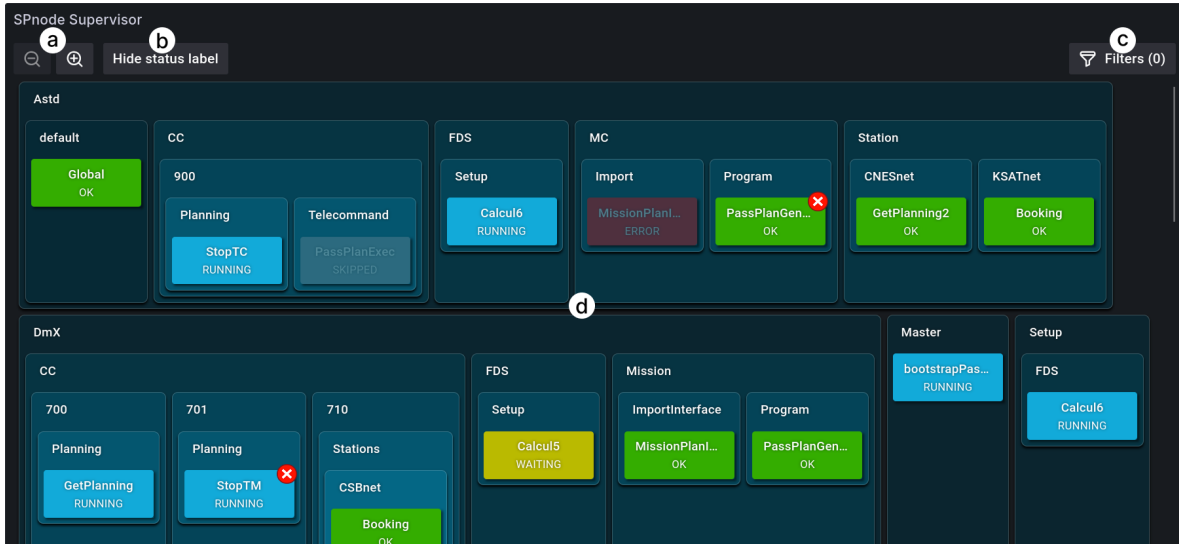 SPnode Supervisor
a
b
c
Hide status label
Filters (0)
Astd
default
Global
OK
CC
900
Planning
StopTC
RUNNING
Telecommand
PassPlanExec
SKIPPED
FDS
Setup
Calcul6
RUNNING
MC
Import
MissionPlanI...
ERROR
Program
PassPlanGen...
OK
Station
CNESnet
GetPlanning2
OK
KSATnet
Booking
OK
d
DmX
CC
700
Planning
GetPlanning
RUNNING
701
Planning
StopTM
RUNNING
710
Stations
CSBnet
Booking
OK
FDS
Setup
Calcul5
WAITING
Mission
ImportInterface
MissionPlanI...
OK
Program
PassPlanGen...
OK
Master
bootstrapPas...
RUNNING
Setup
FDS
Calcul6
RUNNING